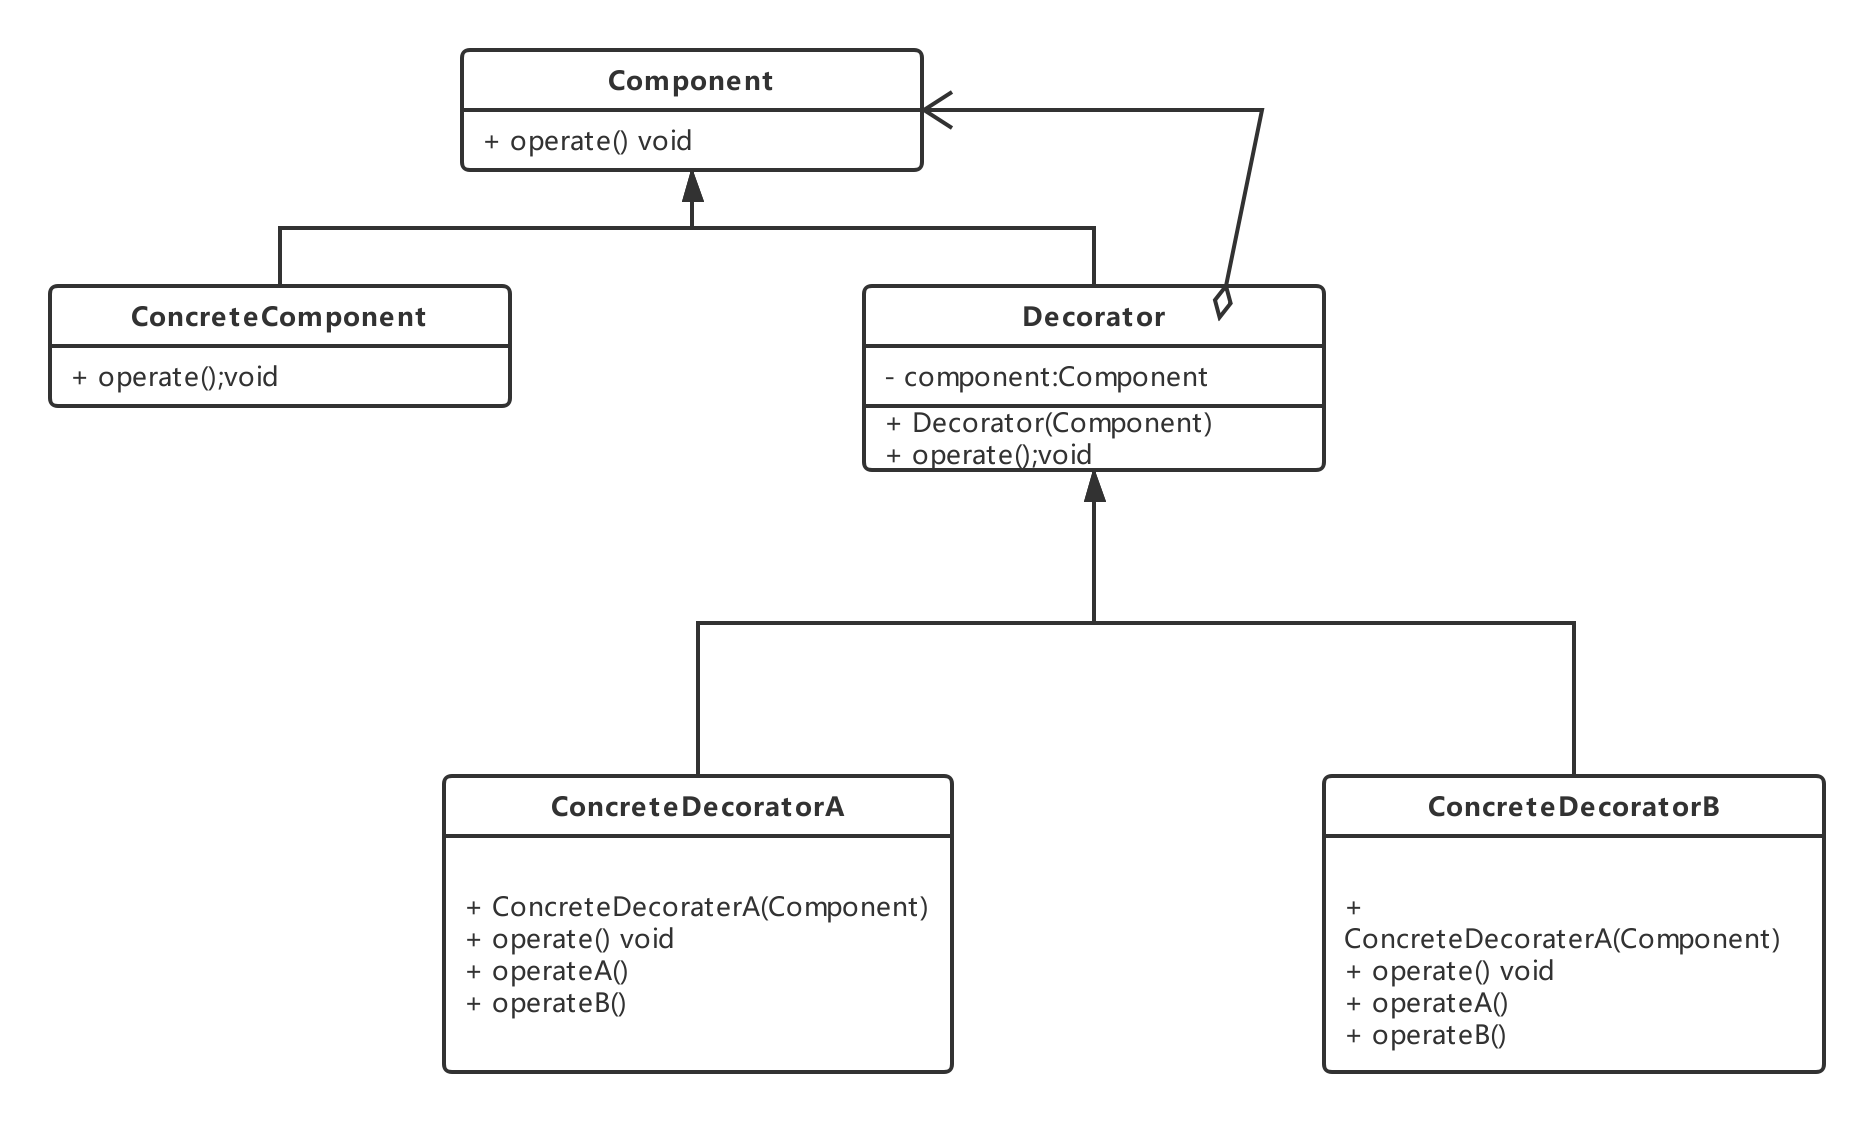 Component
+ operate() void
ConcreteComponent
+ operate();void
Decorator
- component:Component
+ Decorator(Component)
+ operate();void
ConcreteDecoratorA
+ ConcreteDecoraterA(Component)
+ operate() void
+ operateA()
+ operateB()
ConcreteDecoratorB
+
ConcreteDecoraterA(Component)
+ operate() void
+ operateA()
+ operateB()